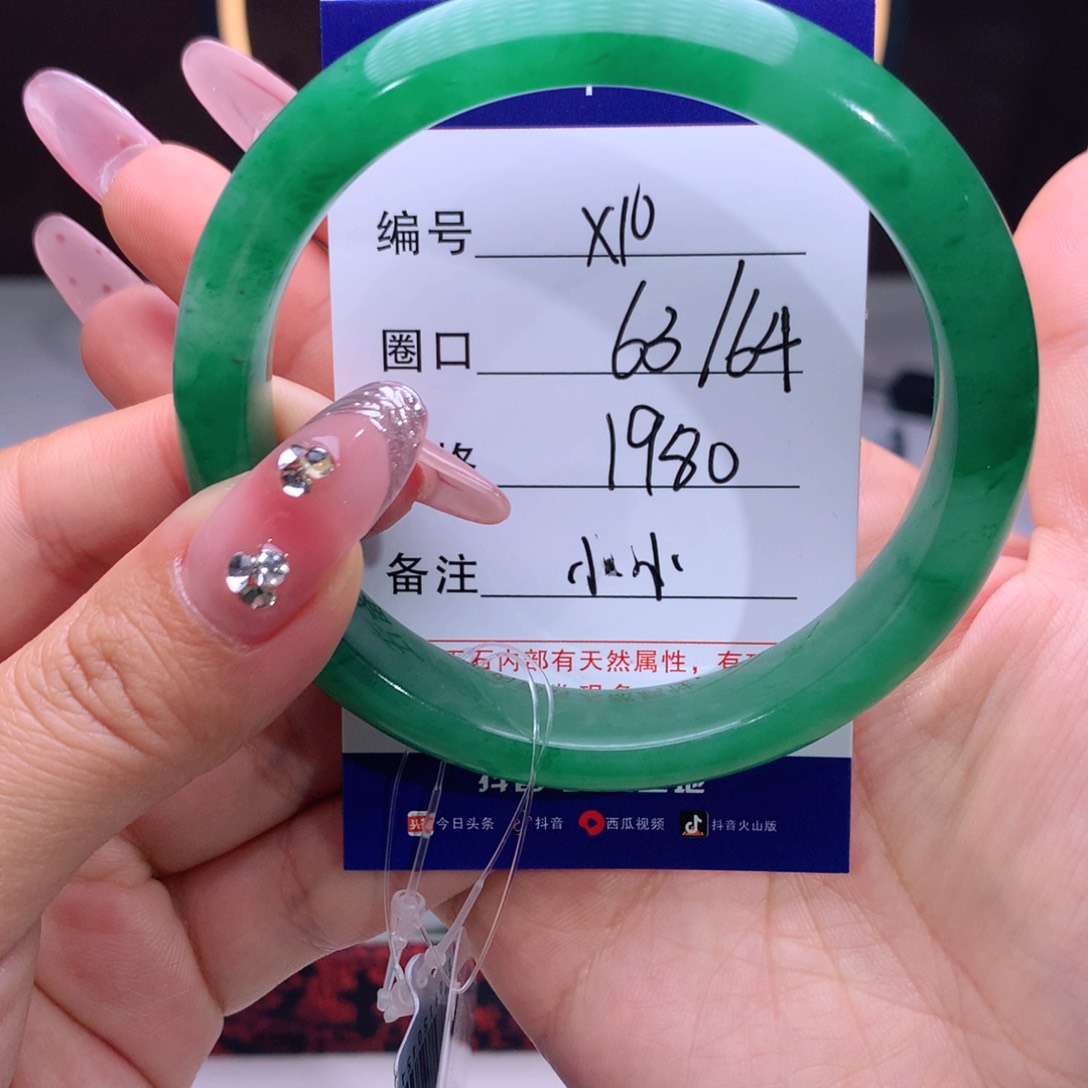 编号 X10
圈口 63/64
格 1980
备注 小小
石内部有天然属性，有
今日头条 抖音 西瓜视频 抖音火山版